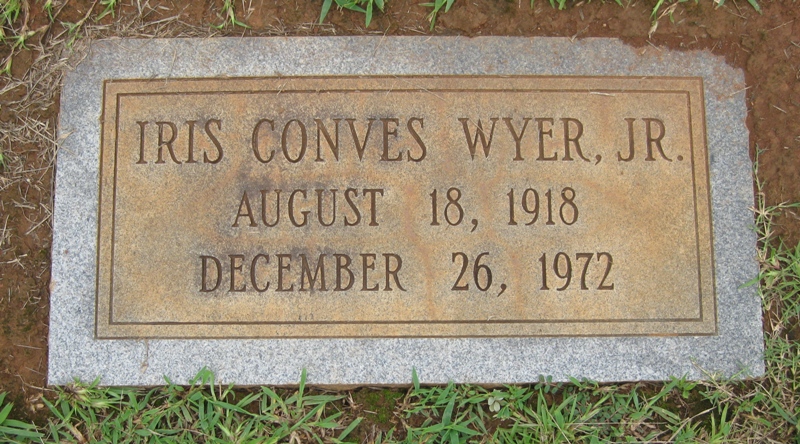 IRIS CONVES WYER, JR.
AUGUST 18, 1918
DECEMBER 26, 1972